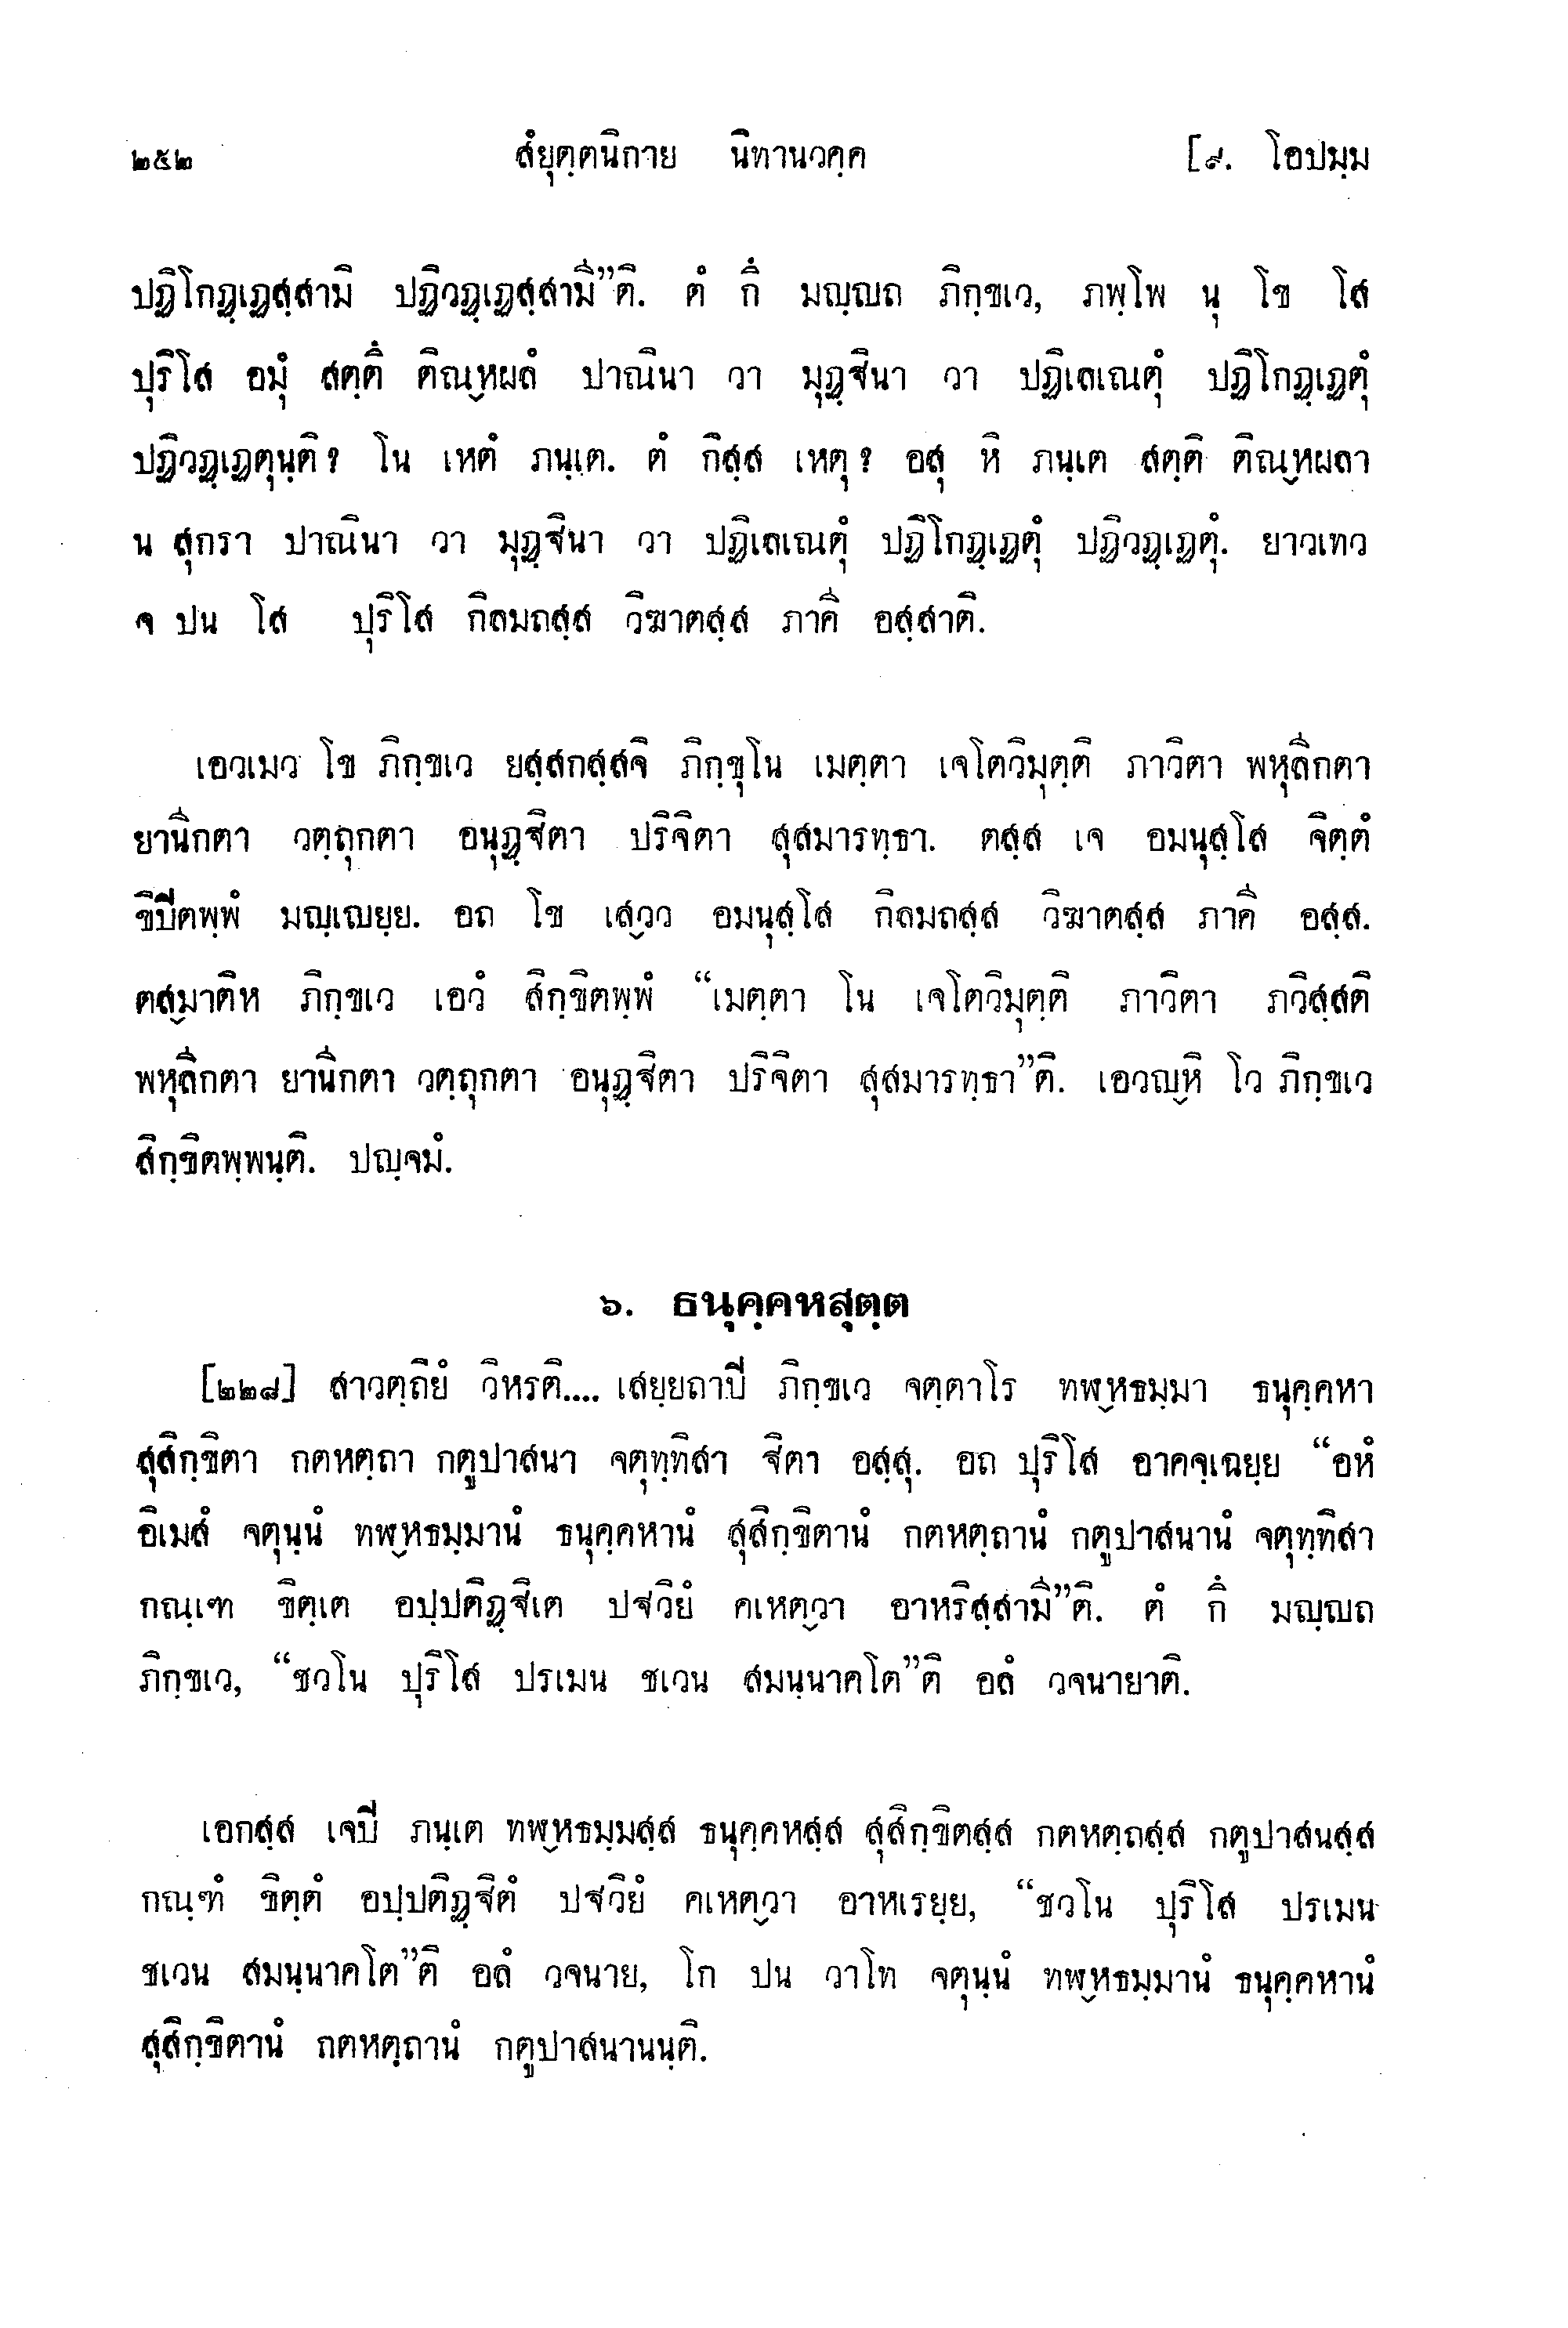 ๒๕๒ สํยุตฺตนิกาย นิทานวคฺค [๙. โอปมฺม
ปฏิโกฏฺเฏสฺสามิ ปฏิวฏฺเฏสฺสามี”ติ. ตํ กึ มญฺญถ ภิกฺขเว, ภพฺโพ นุ โข โส
ปุริโส อมุํ สตฺตึ ติณฺหผลํ ปาณินา วา มุฏฺฐินา วา ปฏิเลเณตุํ ปฏิโกฏฺเฏตุํ
ปฏิวฏฺเฏตุนฺติ? โน เหตํ ภนฺเต. ตํ กิสฺส เหตุ? อสุ หิ ภนฺเต สตฺติ ติณฺหผลา
น สุกรา ปาณินา วา มุฏฺฐินา วา ปฏิเลเณตุํ ปฏิโกฏฺเฏตุํ ปฏิวฏฺเฏตุํ. ยาวเทว
จ ปน โส ปุริโส กิลมถสฺส วิฆาตสฺส ภาคี อสฺสาติ.
เอวเมว โข ภิกฺขเว ยสฺสกสฺสจิ ภิกฺขุโน เมตฺตา เจโตวิมุตฺติ ภาวิตา พหุลีกตา
ยานีกตา วตฺถุกตา อนุฏฺฐิตา ปริจิตา สุสมารทฺธา. ตสฺส เจ อมนุสฺโส จิตฺตํ
ขิปิตพฺพํ มญฺเญยฺย. อถ โข เสฺวว อมนุสฺโส กิลมถสฺส วิฆาตสฺส ภาคี อสฺส.
ตสฺมาติห ภิกฺขเว เอวํ สิกฺขิตพฺพํ “เมตฺตา โน เจโตวิมุตฺติ ภาวิตา ภวิสฺสติ
พหุลีกตา ยานีกตา วตฺถุกตา อนุฏฺฐิตา ปริจิตา สุสมารทฺธา”ติ. เอวญฺหิ โว ภิกฺขเว
สิกฺขิตพฺพนฺติ. ปญฺจมํ.
๖. ธนุคฺคหสุตฺต
[๒๒๘] สาวตฺถิยํ วิหรติ.... เสยฺยถาปิ ภิกฺขเว จตฺตาโร ทฬฺหธมฺมา ธนุคฺคหา
สุสิกฺขิตา กตหตฺถา กตูปาสนา จตุทฺทิสา ฐิตา อสฺสุ. อถ ปุริโส อาคจฺเฉยฺย “อหํ
อิเมสํ จตุนฺนํ ทฬฺหธมฺมานํ ธนุคฺคหานํ สุสิกฺขิตานํ กตหตฺถานํ กตูปาสนานํ จตุทฺทิสา
กณฺเฑ ขิตฺเต อปฺปติฏฺฐิเต ปฐวิยํ คเหตฺวา อาหริสฺสามี”ติ. ตํ กึ มญฺญถ
ภิกฺขเว, “ชวโน ปุริโส ปรเมน ชเวน สมนฺนาคโต”ติ อลํ วจนายาติ.
เอกสฺส เจปิ ภนฺเต ทฬฺหธมฺมสฺส ธนุคฺคหสฺส สุสิกฺขิตสฺส กตหตฺถสฺส กตูปาสนสฺส
กณฺฑํ ขิตฺตํ อปฺปติฏฺฐิตํ ปฐวิยํ คเหตฺวา อาหเรยฺย, “ชวโน ปุริโส ปรเมน
ชเวน สมนฺนาคโต”ติ อลํ วจนาย, โก ปน วาโท จตุนฺนํ ทฬฺหธมฺมานํ ธนุคฺคหานํ
สุสิกฺขิตานํ กตหตฺถานํ กตูปาสนานนฺติ.